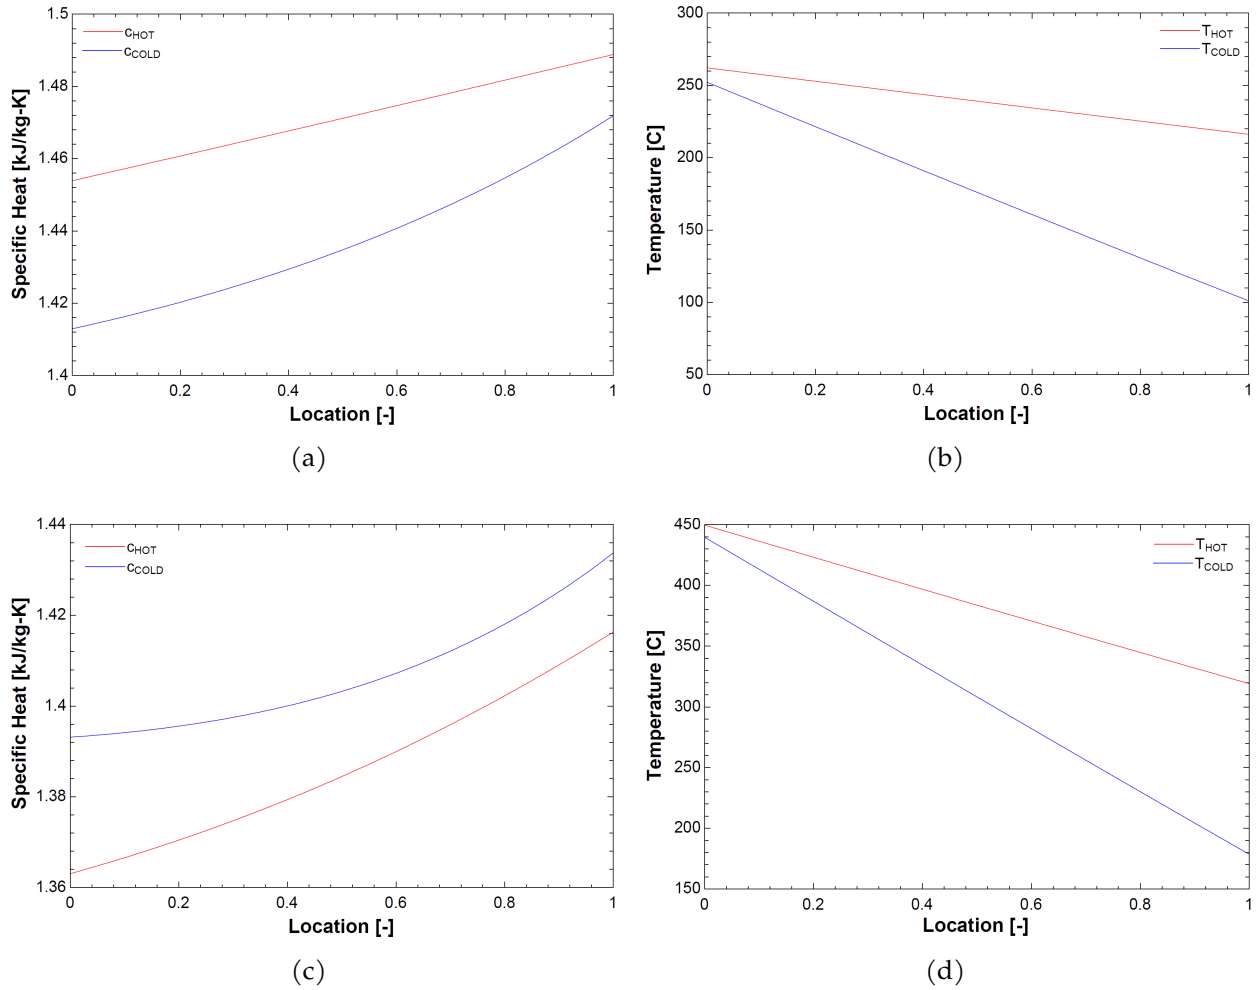 1.5
1.48
1.46
1.44
1.42
1.4
Specific Heat [kJ/kg-K]
cHOT
cCOLD
0 0.2 0.4 0.6 0.8 1
Location [-]
(a)
300
250
200
150
100
50
Temperature [C]
THOT
TCOLD
0 0.2 0.4 0.6 0.8 1
Location [-]
(b)
1.44
1.42
1.4
1.38
1.36
Specific Heat [kJ/kg-K]
cHOT
cCOLD
0 0.2 0.4 0.6 0.8 1
Location [-]
(c)
450
400
350
300
250
200
150
Temperature [C]
THOT
TCOLD
0 0.2 0.4 0.6 0.8 1
Location [-]
(d)